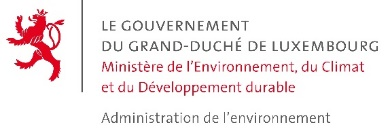 LE GOUVERNEMENT
DU GRAND-DUCHÉ DE LUXEMBOURG
Ministère de l'Environnement, du Climat
et du Développement durable
Administration de l'environnement